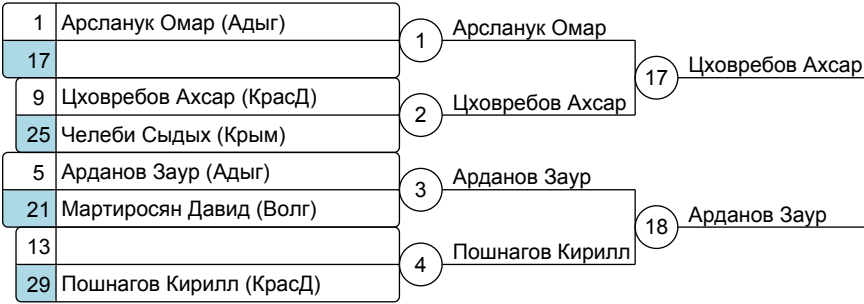 1 Арсланук Омар (Адыг)
17
1
Арсланук Омар
9 Цховребов Ахсар (КрасД)
25 Челеби Сыдых (Крым)
2
Цховребов Ахсар
17
Цховребов Ахсар
5 Арданов Заур (Адыг)
21 Мартиросян Давид (Волг)
3
Арданов Заур
13
29 Пошнагов Кирилл (КрасД)
4
Пошнагов Кирилл
18
Арданов Заур